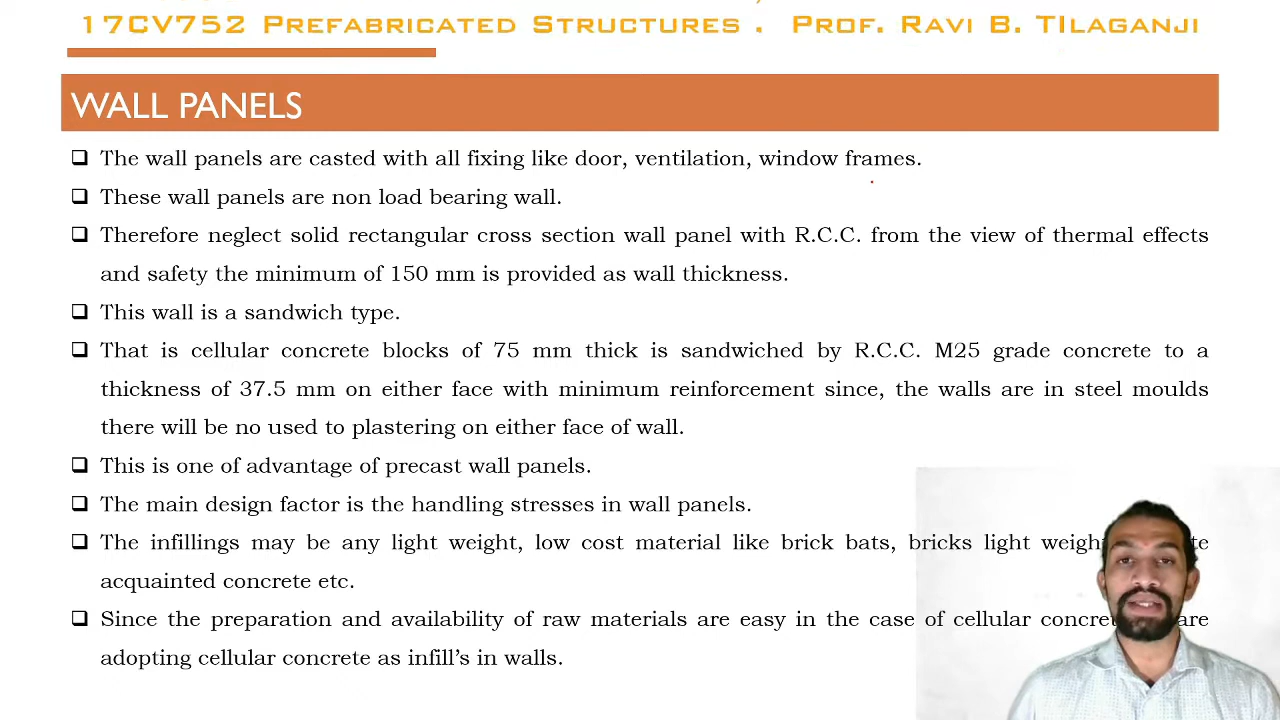 17CV752 Prefabricated Structures . Prof. Ravi B. TIlaganji
WALL PANELS
The wall panels are casted with all fixing like door, ventilation, window frames.
These wall panels are non load bearing wall.
Therefore neglect solid rectangular cross section wall panel with R.C.C. from the view of thermal effects
and safety the minimum of 150 mm is provided as wall thickness.
This wall is a sandwich type.
That is cellular concrete blocks of 75 mm thick is sandwiched by R.C.C. M25 grade concrete to a
thickness of 37.5 mm on either face with minimum reinforcement since, the walls are in steel moulds
there will be no used to plastering on either face of wall.
This is one of advantage of precast wall panels.
The main design factor is the handling stresses in wall panels.
The infillings may be any light weight, low cost material like brick bats, bricks light
acquainted concrete etc.
Since the preparation and availability of raw materials are easy in the case of cellular are
adopting cellular concrete as infill's in walls.